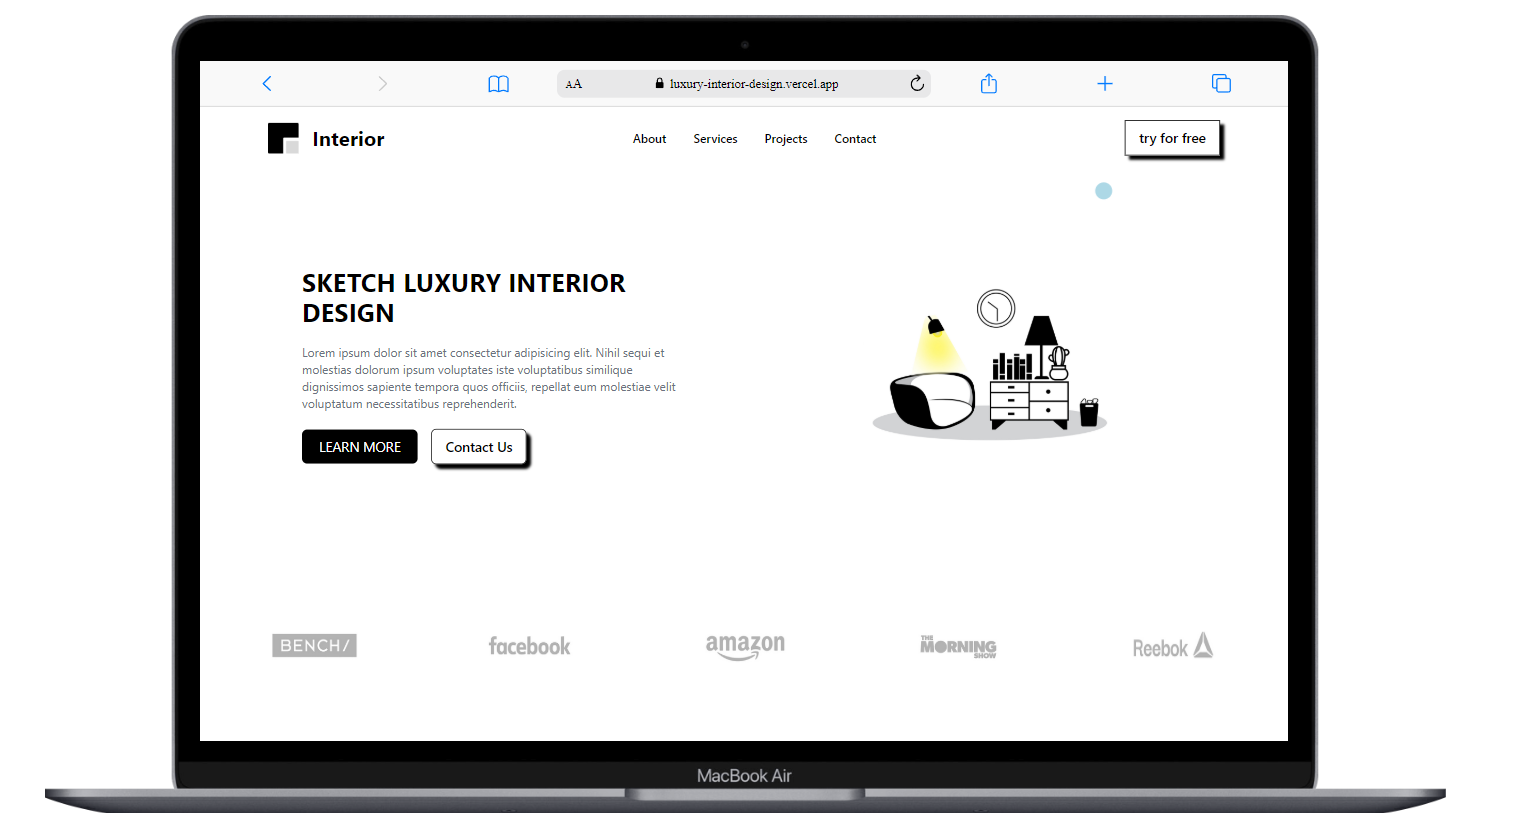 AA luxury-interior-design.vercel.app
Interior
About Services Projects Contact
try for free
SKETCH LUXURY INTERIOR
DESIGN
Lorem ipsum dolor sit amet consectetur adipisicing elit. Nihil sequi et
molestias dolorum ipsum voluptates iste voluptatibus similique
dignissimos sapiente tempora quos officiis, repellat eum molestiae velit
voluptatum necessitatibus reprehenderit.
LEARN MORE
Contact Us
BENCH/
facebook
amazon
THE
MORNING
SHOW
Reebok
MacBook Air